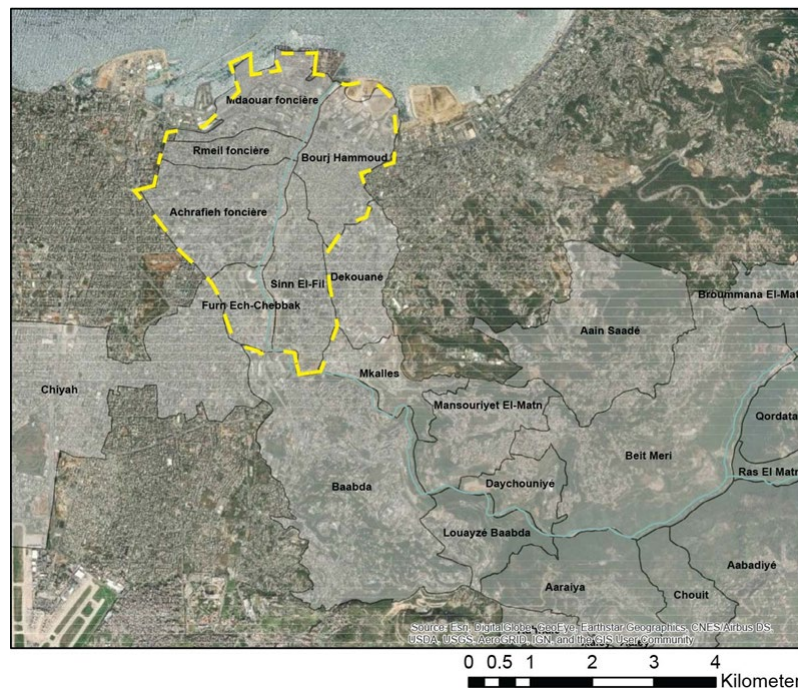 Mdaouar foncière
Rmeil foncière
Bourj Hammoud
Achrafieh foncière
Dekouané
Sinn El-Fil
Furn Ech-Chebbak
Broummana El-Mat
Aain Saadé
Mkalles
Chiyah
Mansouriyet El-Matn
Qordata
Beit Meri
Ras El Matn
Baabda
Daychouniye
Louayzé Baabda
Aabadiyé
Aaraiya
Chouit
Source: Esri, DigitalGlobe, GeoEye, Earthstar Geographics, CNES/Airbus DS,
USDA, USGS, AeroGRID, IGN, and the GIS User Community
0 0.5 1 2 3 4
Kilometer